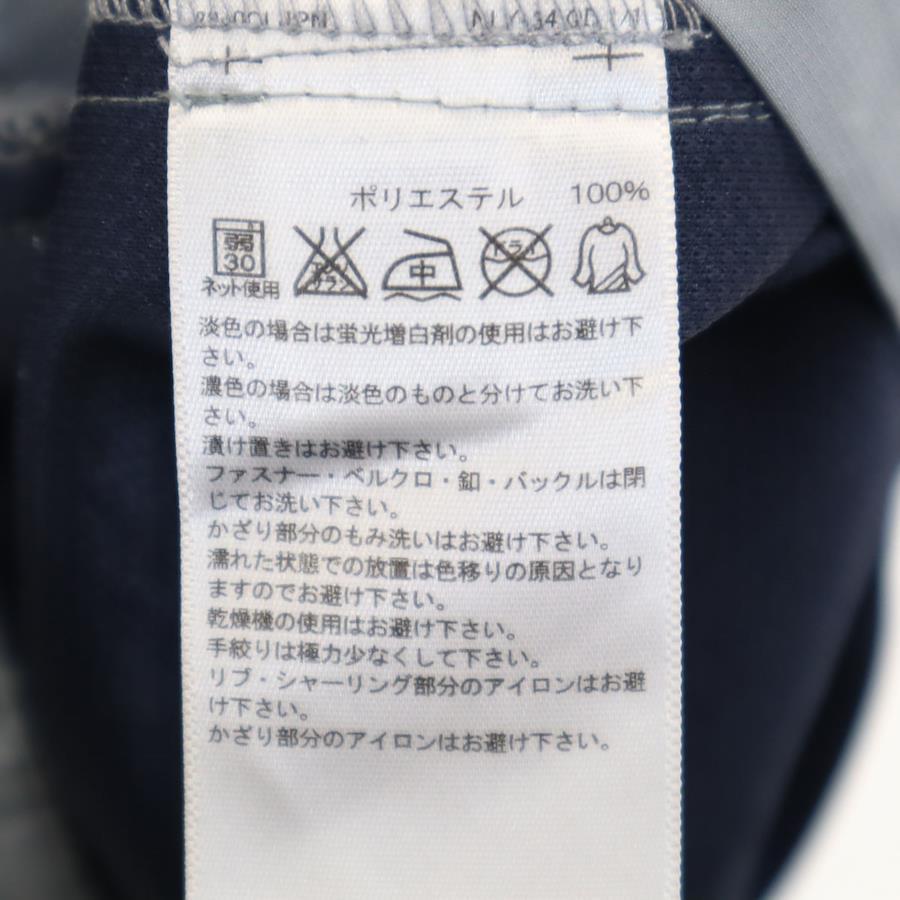 ポリエステル 100%
弱
30
ネット使用
エンソ
サラシ
中
ドライ
淡色の場合は蛍光増白剤の使用はお避け下
さい。
濃色の場合は淡色のものと分けてお洗い下
さい。
漬け置きはお避け下さい。
ファスナー・ベルクロ・釦・バックルは閉
じてお洗い下さい。
かざり部分のもみ洗いはお避け下さい。
濡れた状態での放置は色移りの原因となり
ますのでお避け下さい。
乾燥機の使用はお避け下さい。
手絞りは極力少なくして下さい。
リブ・シャーリング部分のアイロンはお避
け下さい。
かざり部分のアイロンはお避け下さい。